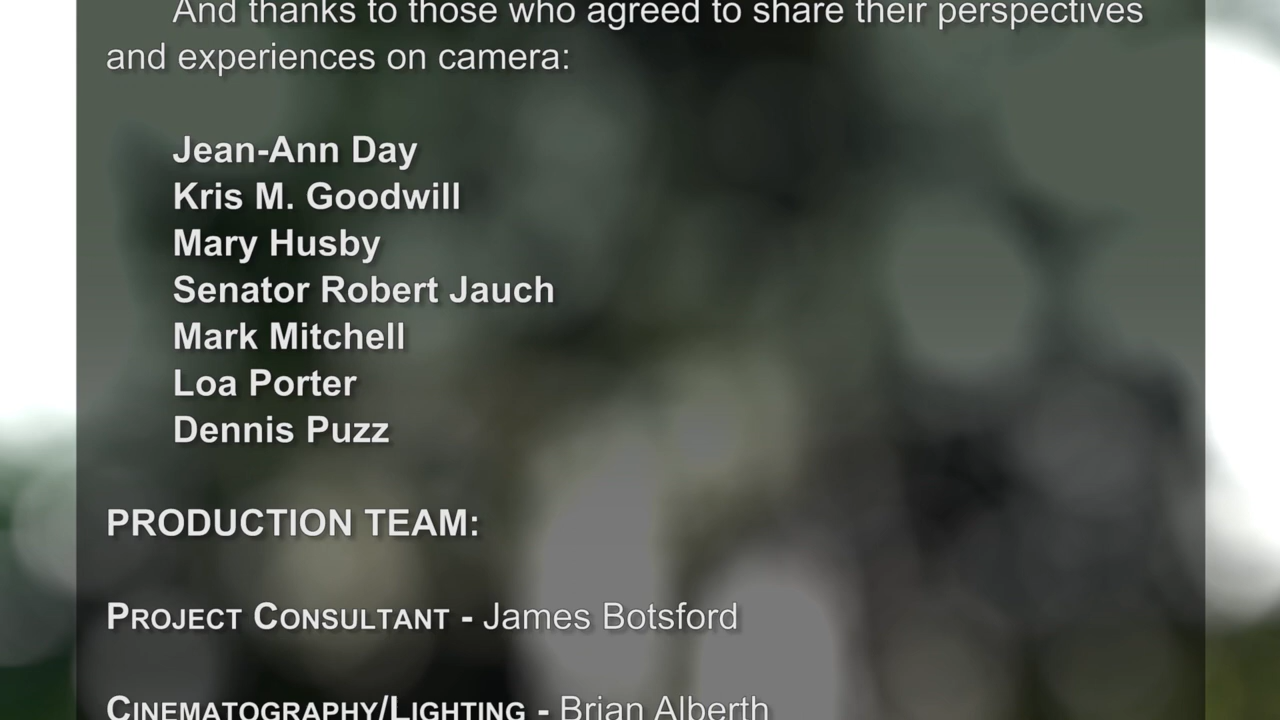 And thanks to those who agreed to share their perspectives
and experiences on camera:
Jean-Ann Day
Kris M. Goodwill
Mary Husby
Senator Robert Jauch
Mark Mitchell
Loa Porter
Dennis Puzz
PRODUCTION TEAM:
PROJECT CONSULTANT - James Botsford
CINEMATOGRAPHY/LIGHTING - Brian Alberth